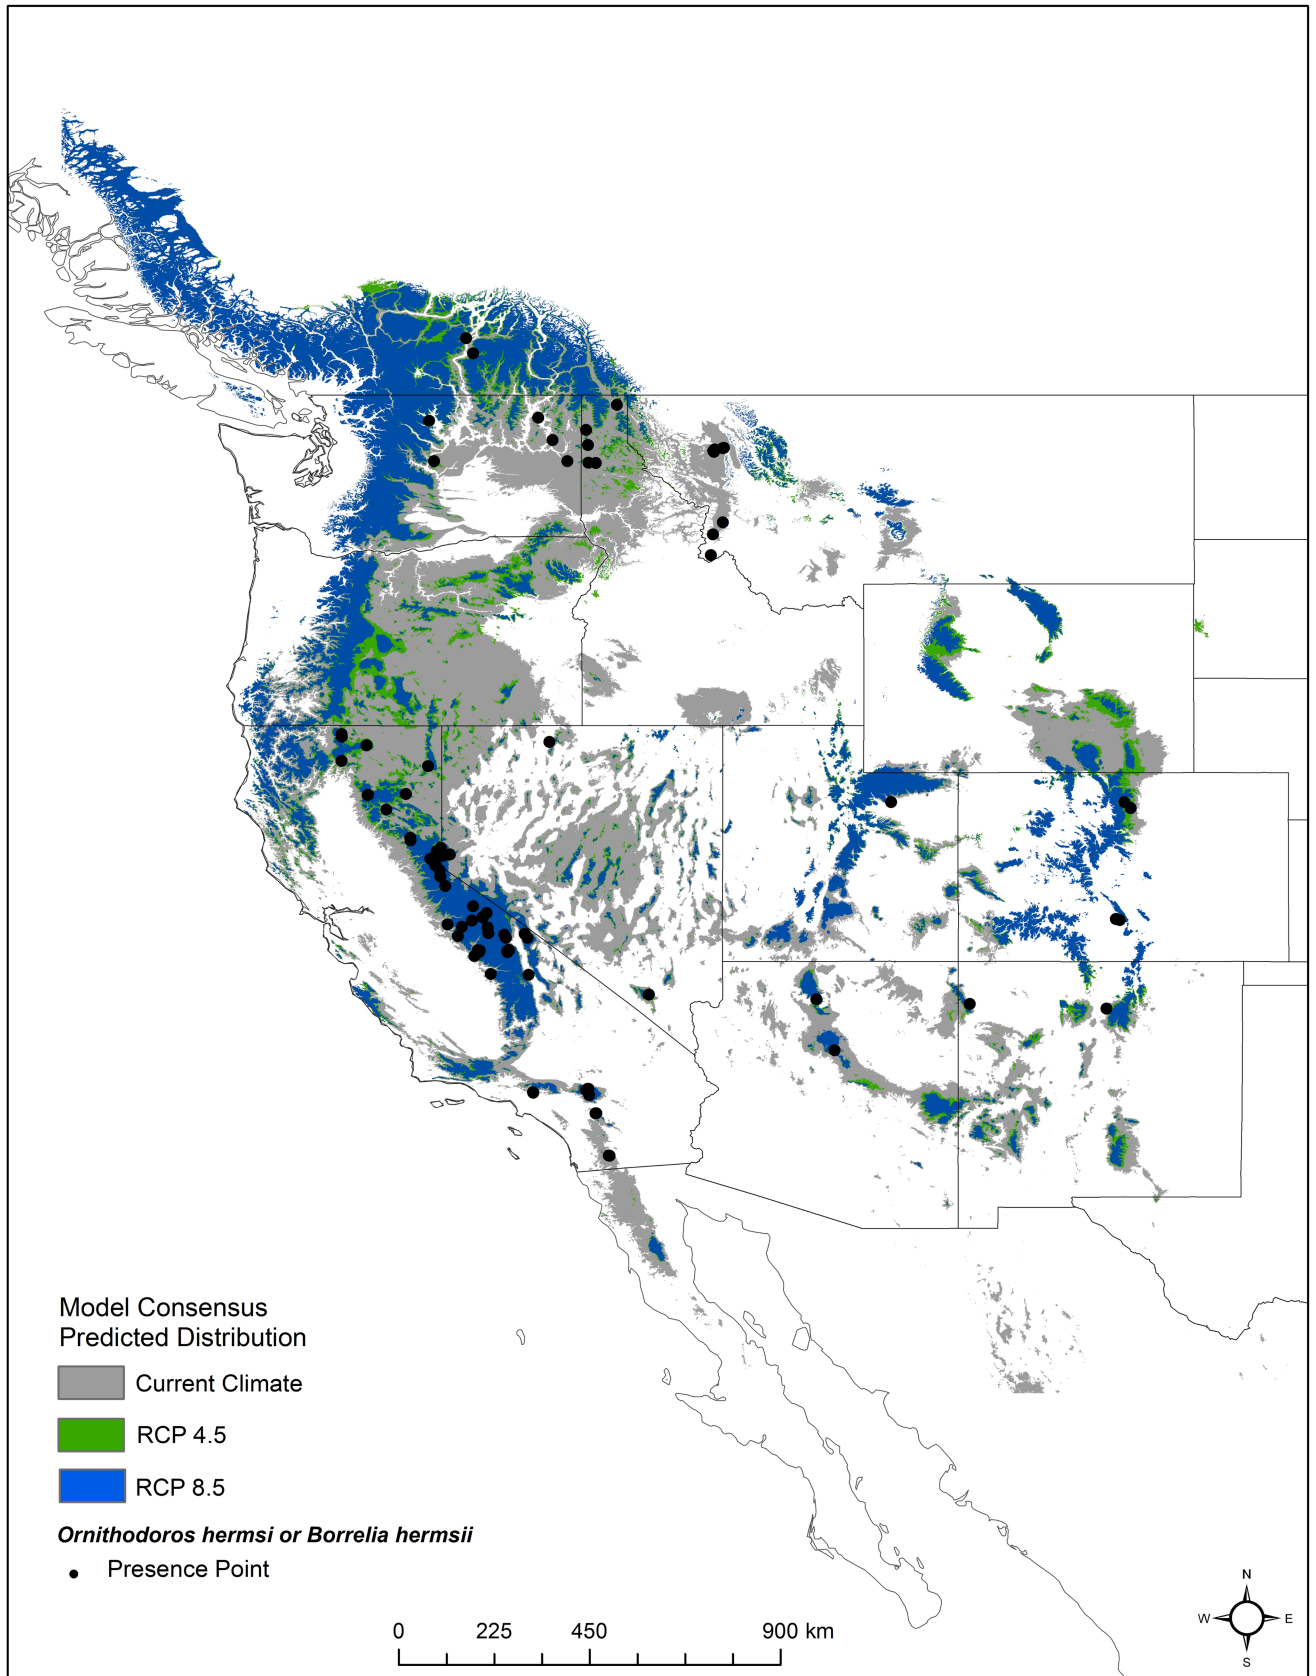 Model Consensus
Predicted Distribution
Current Climate
RCP 4.5
RCP 8.5
Ornithodoros hermsi or Borrelia hermsii
Presence Point
0 225 450 900 km
N
W E
S